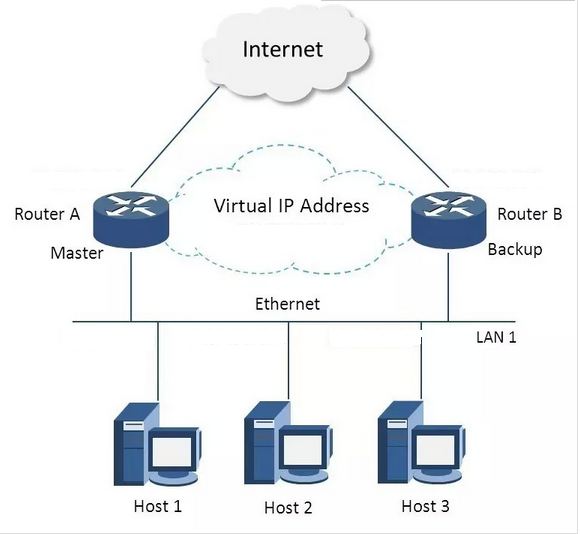 Internet
Virtual IP Address
Router A
Router B
Master
Backup
Ethernet
LAN 1
Host 1
Host 2
Host 3